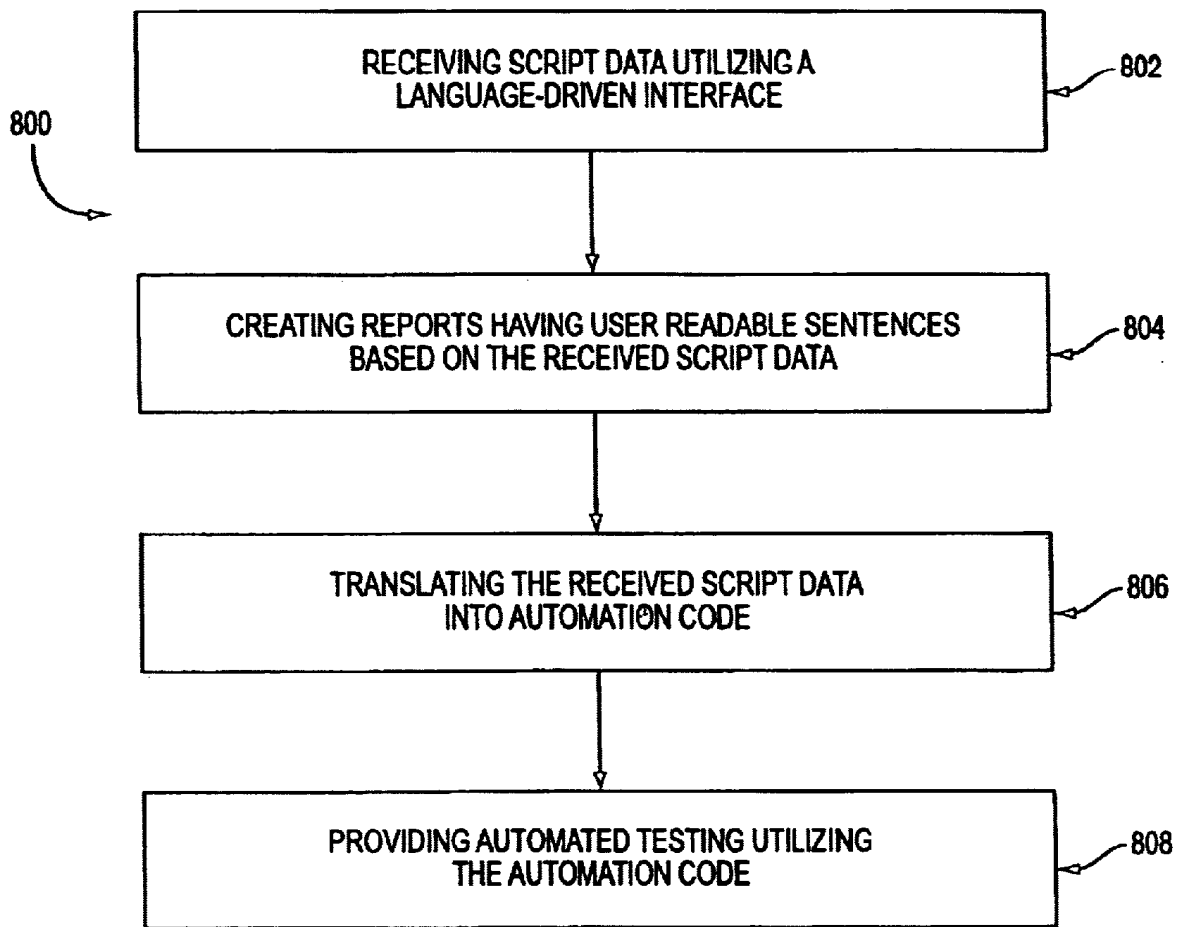 RECEIVING SCRIPT DATA UTILIZING A
LANGUAGE-DRIVEN INTERFACE
802
800
CREATING REPORTS HAVING USER READABLE SENTENCES
BASED ON THE RECEIVED SCRIPT DATA
804
TRANSLATING THE RECEIVED SCRIPT DATA
INTO AUTOMATION CODE
806
PROVIDING AUTOMATED TESTING UTILIZING
THE AUTOMATION CODE
808